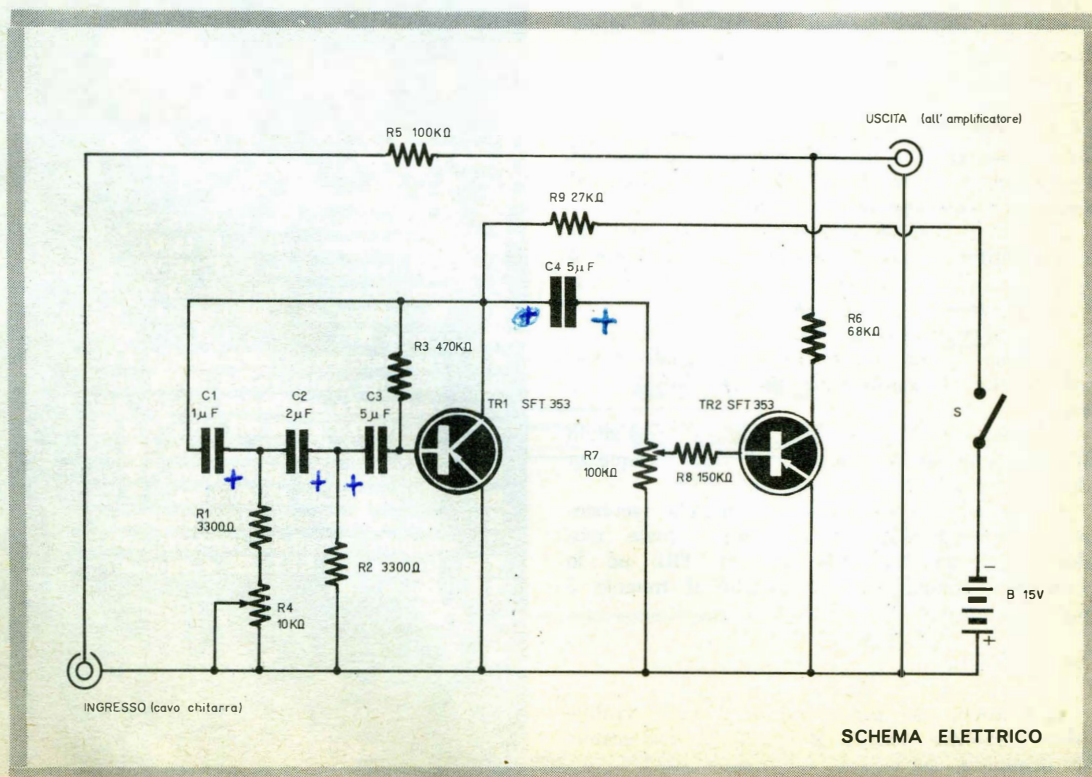 USCITA (all' amplificatore)
R5 100KΩ
R9 27KΩ
C4 5µF
+ +
R6
68KΩ
R3 470KΩ
C1
1µF
C2
2µF
C3
5µF
TR1 SFT 353
TR2 SFT353
S
R7
100KΩ
R8 150KΩ
+ + +
R1
3300Ω
R2 3300Ω
R4
10KΩ
−
B 15V
+
INGRESSO (cavo chitarra)
SCHEMA ELETTRICO